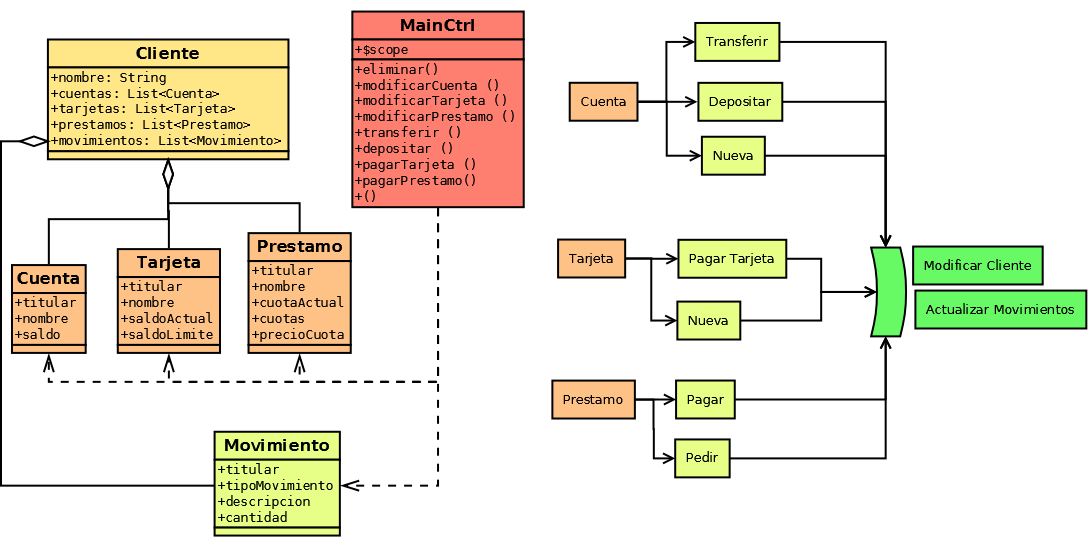 Cliente
+nombre: String
+cuentas: List<Cuenta>
+tarjetas: List<Tarjeta>
+prestamos: List<Prestamo>
+movimientos: List<Movimiento>
MainCtrl
+$scope
+eliminar()
+modificarCuenta ()
+modificarTarjeta ()
+modificarPrestamo ()
+transferir ()
+depositar ()
+pagarTarjeta ()
+pagarPrestamo()
+()
Cuenta
+titular
+nombre
+saldo
Tarjeta
+titular
+nombre
+saldoActual
+saldoLimite
Prestamo
+titular
+nombre
+cuotaActual
+cuotas
+precioCuota
Movimiento
+titular
+tipoMovimiento
+descripcion
+cantidad
Cuenta
Transferir
Depositar
Nueva
Tarjeta
Pagar Tarjeta
Nueva
Prestamo
Pagar
Pedir
Modificar Cliente
Actualizar Movimientos